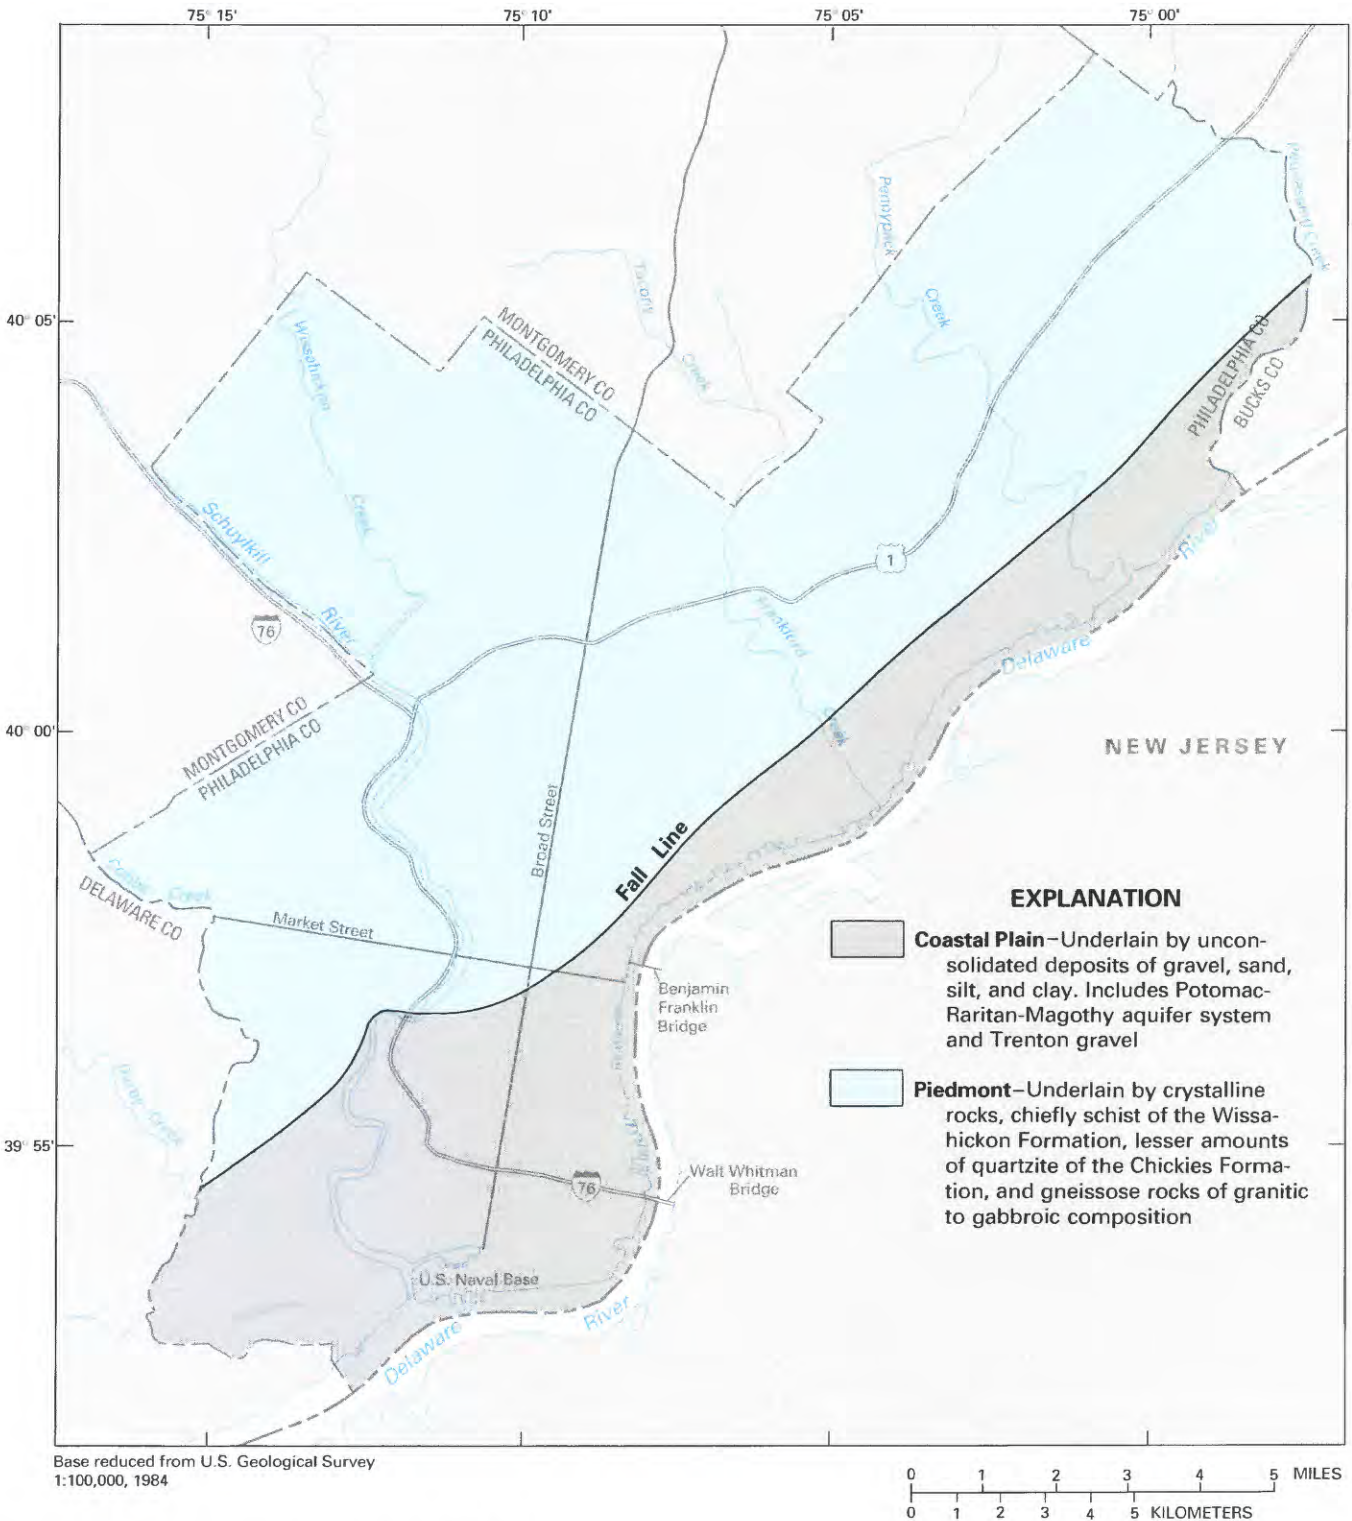 75° 15'
75° 10'
75° 05'
75° 00'
Poquessing Creek
Pennypack
Creek
Tacony
Creek
40° 05'
MONTGOMERY CO
PHILADELPHIA CO
Wissahickon
Creek
PHILADELPHIA CO
BUCKS CO
Schuylkill
River
76
1
Frankford
Creek
River
Delaware
MONTGOMERY CO
PHILADELPHIA CO
40° 00'
NEW JERSEY
Broad Street
Fall Line
Cobbs Creek
DELAWARE CO
Market Street
Benjamin
Franklin
Bridge
EXPLANATION
Coastal Plain–Underlain by uncon-
solidated deposits of gravel, sand,
silt, and clay. Includes Potomac-
Raritan-Magothy aquifer system
and Trenton gravel
Piedmont–Underlain by crystalline
rocks, chiefly schist of the Wissa-
hickon Formation, lesser amounts
of quartzite of the Chickies Forma-
tion, and gneissose rocks of granitic
to gabbroic composition
Darby Creek
39° 55'
76
Walt Whitman
Bridge
U.S. Naval Base
Delaware
River
Base reduced from U.S. Geological Survey
1:100,000, 1984
0 1 2 3 4 5 MILES
0 1 2 3 4 5 KILOMETERS